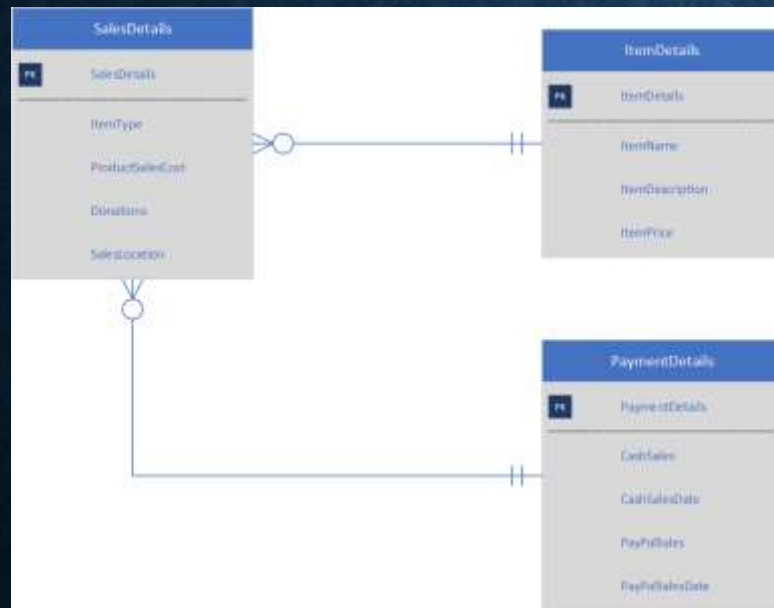 SalesDetails
PK SalesDetails
ItemType
ProductSalesCost
Donations
SalesLocation
ItemDetails
PK ItemDetails
ItemName
ItemDescription
ItemPrice
PaymentDetails
PK PaymentDetails
CashSales
CashSalesDate
PayPalSales
PayPalSalesDate